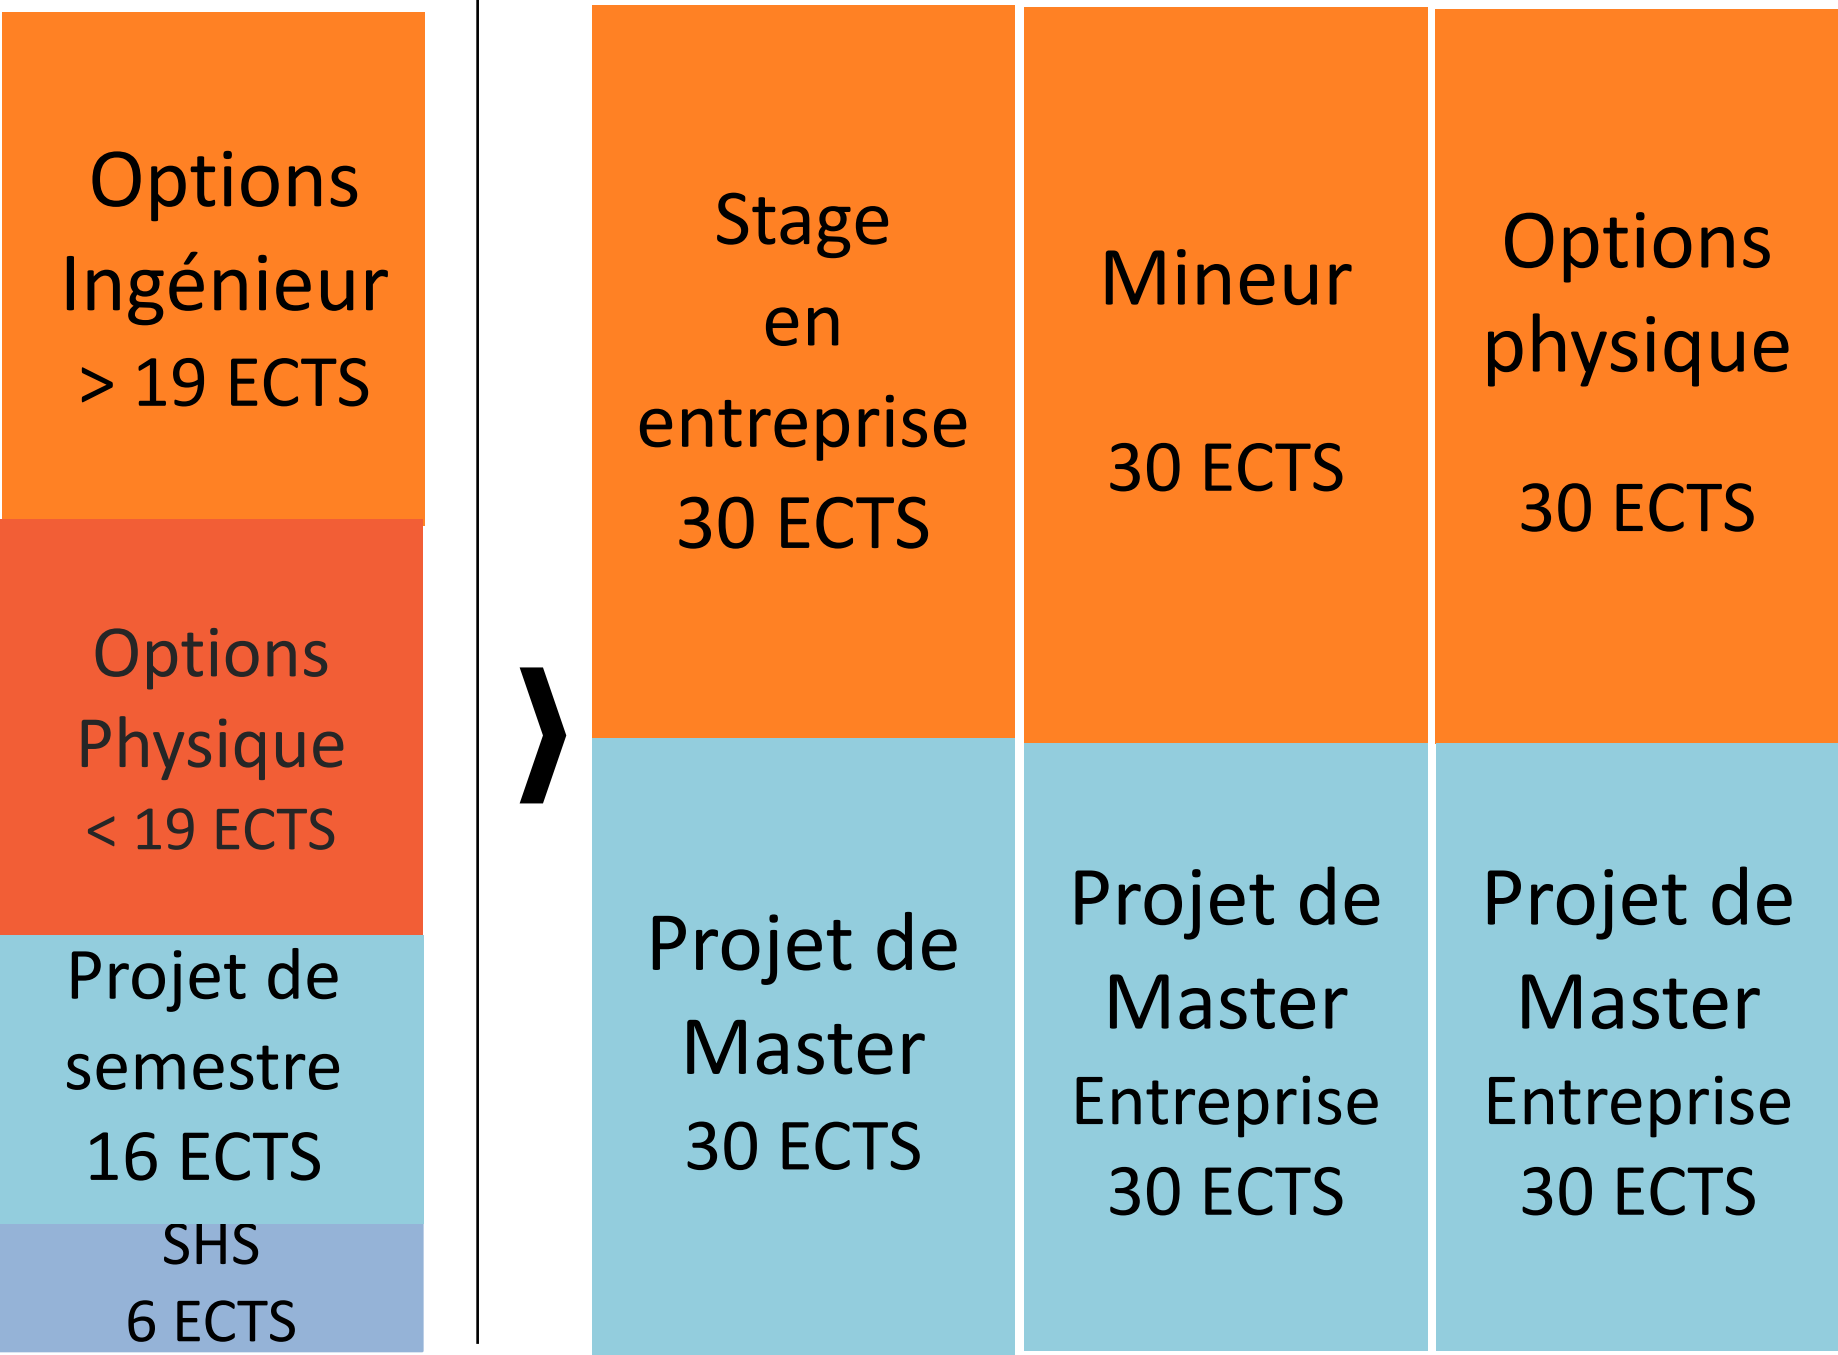 Options
Ingénieur
> 19 ECTS
Options
Physique
< 19 ECTS
Projet de
semestre
16 ECTS
SHS
6 ECTS
Stage
en
entreprise
30 ECTS
Projet de
Master
30 ECTS
Mineur
30 ECTS
Projet de
Master
Entreprise
30 ECTS
Options
physique
30 ECTS
Projet de
Master
Entreprise
30 ECTS